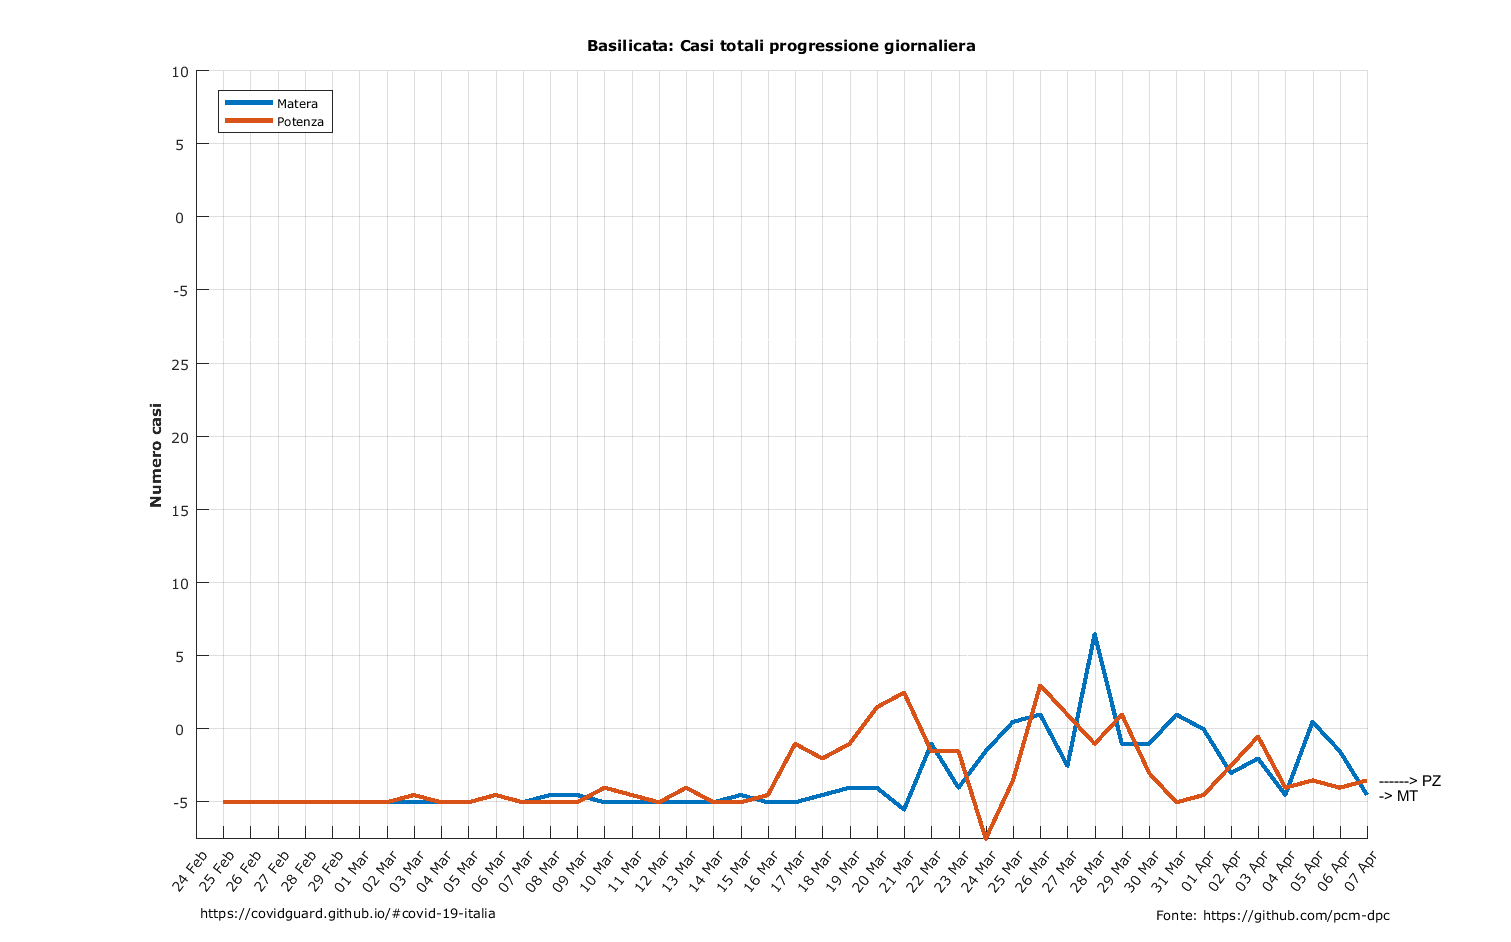 Basilicata: Casi totali progressione giornaliera
Matera
Potenza
10
5
0
-5
25
20
15
10
5
0
-5
Numero casi
------> PZ
-> MT
24 Feb
25 Feb
26 Feb
27 Feb
28 Feb
29 Feb
01 Mar
02 Mar
03 Mar
04 Mar
05 Mar
06 Mar
07 Mar
08 Mar
09 Mar
10 Mar
11 Mar
12 Mar
13 Mar
14 Mar
15 Mar
16 Mar
17 Mar
18 Mar
19 Mar
20 Mar
21 Mar
22 Mar
23 Mar
24 Mar
25 Mar
26 Mar
27 Mar
28 Mar
29 Mar
30 Mar
31 Mar
01 Apr
02 Apr
03 Apr
04 Apr
05 Apr
06 Apr
07 Apr
https://covidguard.github.io/#covid-19-italia
Fonte: https://github.com/pcm-dpc